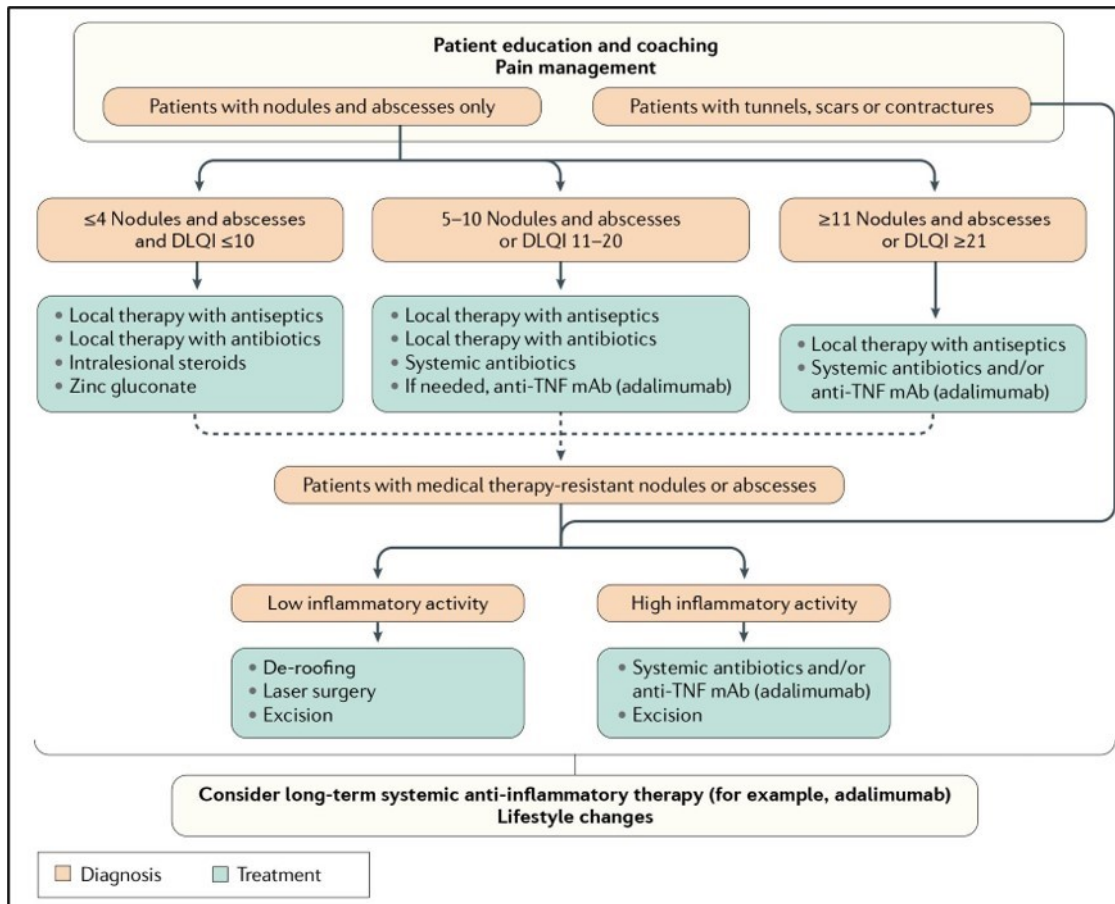 Patient education and coaching
Pain management
Patients with nodules and abscesses only
Patients with tunnels, scars or contractures
≤4 Nodules and abscesses
and DLQI ≤10
5–10 Nodules and abscesses
or DLQI 11–20
≥11 Nodules and abscesses
or DLQI ≥21
• Local therapy with antiseptics
• Local therapy with antibiotics
• Intralesional steroids
• Zinc gluconate
• Local therapy with antiseptics
• Local therapy with antibiotics
• Systemic antibiotics
• If needed, anti-TNF mAb (adalimumab)
• Local therapy with antiseptics
• Systemic antibiotics and/or
anti-TNF mAb (adalimumab)
Patients with medical therapy-resistant nodules or abscesses
Low inflammatory activity
High inflammatory activity
• De-roofing
• Laser surgery
• Excision
• Systemic antibiotics and/or
anti-TNF mAb (adalimumab)
• Excision
Consider long-term systemic anti-inflammatory therapy (for example, adalimumab)
Lifestyle changes
Diagnosis
Treatment